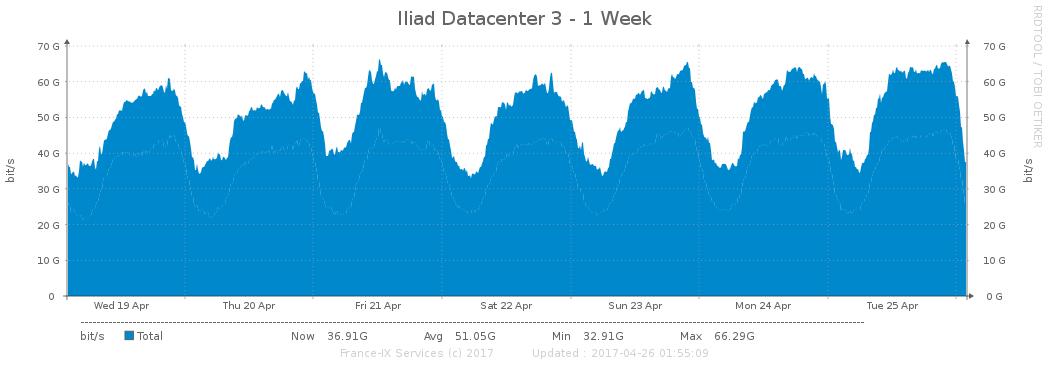 Iliad Datacenter 3 - 1 Week
RRDTOOL / TOBI OETIKER
70 G 70 G
60 G 60 G
50 G 50 G
40 G 40 G
30 G 30 G
20 G 20 G
10 G 10 G
0 0 G
bit/s bit/s
Wed 19 Apr Thu 20 Apr Fri 21 Apr Sat 22 Apr Sun 23 Apr Mon 24 Apr Tue 25 Apr
bit/s Total Now 36.91G Avg 51.05G Min 32.91G Max 66.29G
France-IX Services (c) 2017 Updated : 2017-04-26 01:55:09